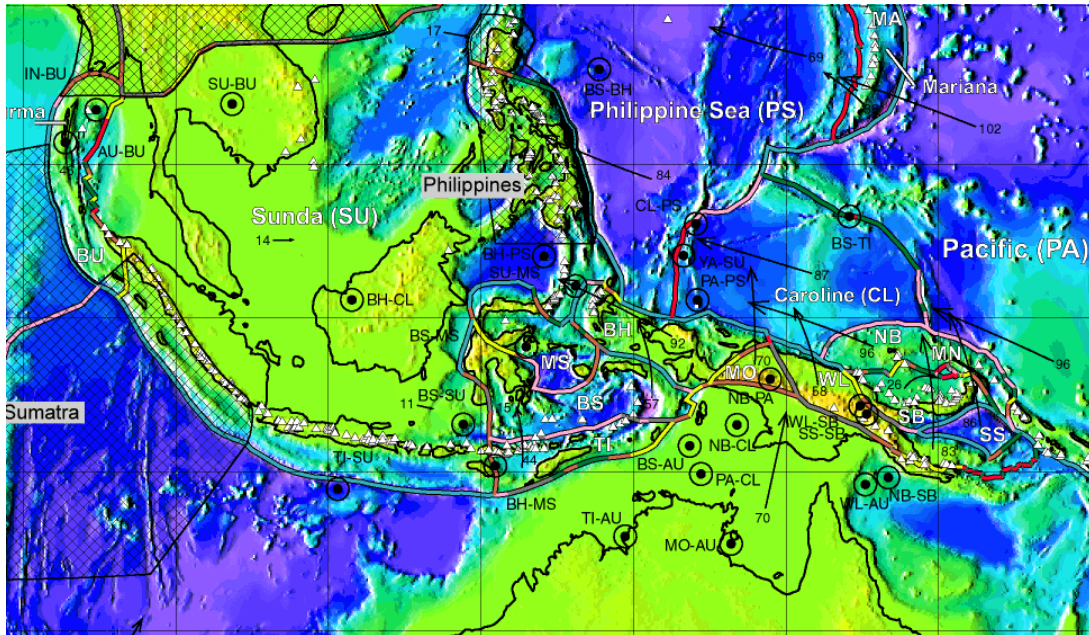 17
MA
IN-BU
?
SU-BU
BS-BH
69
Mariana
Philippine Sea (PS)
rma
102
AU-BU
84
Philippines
CL-PS
Sunda (SU)
BS-TI
14
BH-PS
YA-SU
Pacific (PA)
BU
SU-MS
PA-PS
87
BH-CL
Caroline (CL)
BH
BS-MS
NB
92
MS
70
96
MN
MO
WL
96
NB-PA
58
26
11
BS-SU
5
BS
57
SB
Sumatra
WL-SB
86
SS
TI
SS-SB
NB-CL
44
BS-AU
83
TI-SU
PA-CL
BH-MS
WL-AU
NB-SB
70
TI-AU
MO-AU